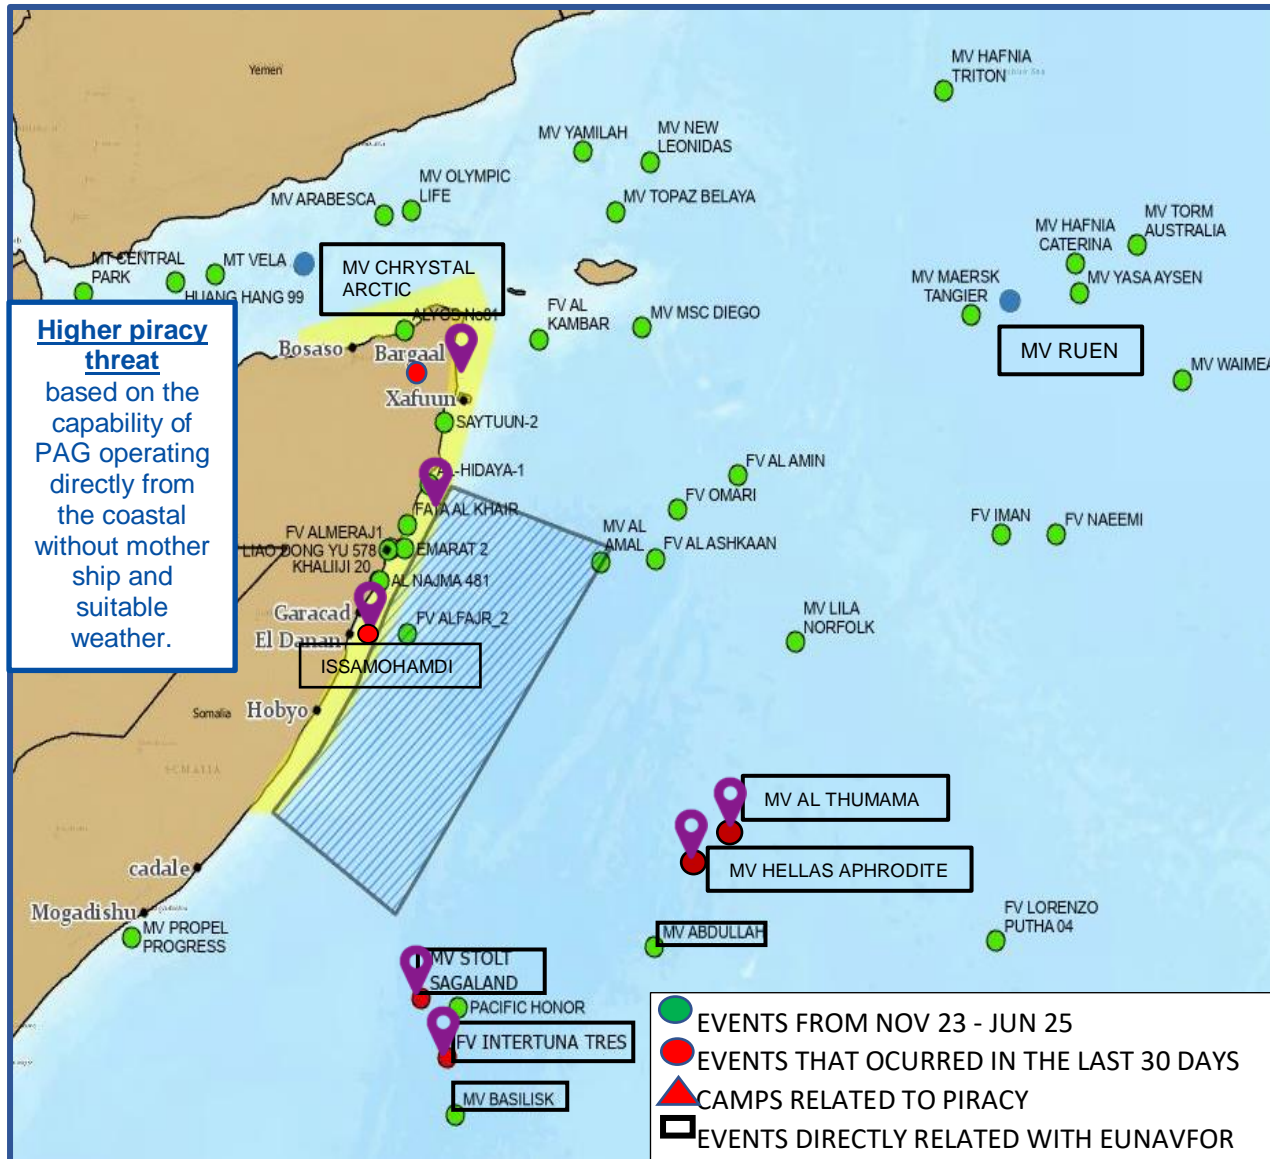 Yemen
MV HAFNIA
TRITON
MV YAMILAH
MV NEW
LEONIDAS
MV OLYMPIC
LIFE
MV ARABESCA
MV TOPAZ BELAYA
MV HAFNIA
CATERINA
MV TORM
AUSTRALIA
MT CENTRAL
PARK
MT VELA
MV CHRYSTAL
ARCTIC
MV MAERSK
TANGIER
MV YASA AYSEN
HUANG HANG 99
ALYOS No01
FV AL
KAMBAR
MV MSC DIEGO
MV RUEN
Higher piracy
threat
based on the
capability of
PAG operating
directly from
the coastal
without mother
ship and
suitable
weather.
Bosaso
Bargaal
MV WAIMEA
Xafuun
SAYTUUN-2
AL-HIDAYA-1
FV AL AMIN
FV OMARI
FATA AL KHAIR
FV ALMERAJ1
LIAO DONG YU 578
EMARAT 2
KHALIIJI 20
MV AL
AMAL
FV AL ASHKAAN
FV IMAN
FV NAEEMI
AL NAJMA 481
Garacad
FV ALFAJR_2
El Danan
MV LILA
NORFOLK
ISSAMOHAMDI
Somalia
Hobyo
SOMALIA
MV AL THUMAMA
MV HELLAS APHRODITE
cadale
Mogadishu
MV PROPEL
PROGRESS
MV ABDULLAH
FV LORENZO
PUTHA 04
MV STOLT
SAGALAND
PACIFIC HONOR
FV INTERTUNA TRES
MV BASILISK
EVENTS FROM NOV 23 - JUN 25
EVENTS THAT OCURRED IN THE LAST 30 DAYS
CAMPS RELATED TO PIRACY
EVENTS DIRECTLY RELATED WITH EUNAVFOR